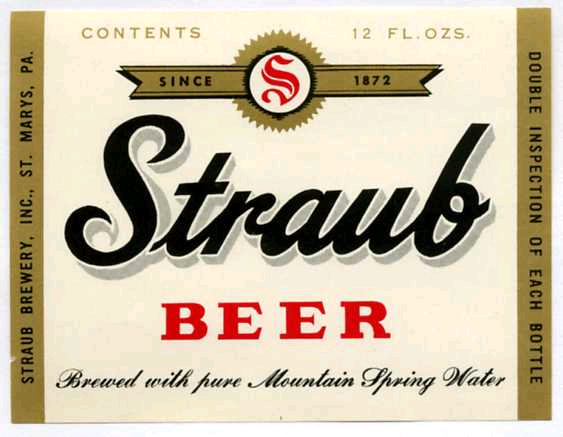 CONTENTS 12 FL. OZS.
SINCE S 1872
Straub
BEER
Brewed with pure Mountain Spring Water
STRAUB BREWERY, INC., ST. MARYS, PA.
DOUBLE INSPECTION OF EACH BOTTLE